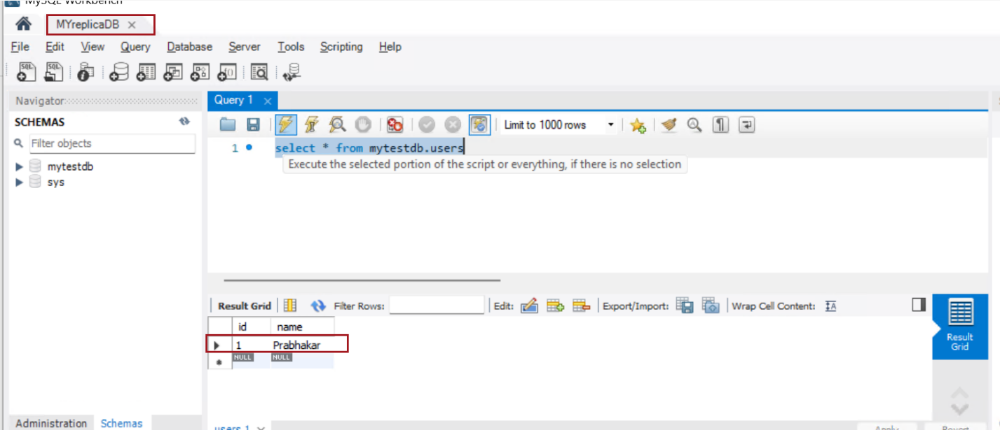 MySQL Workbench
MYreplicaDB
File Edit View Query Database Server Tools Scripting Help
Navigator
Query 1
SCHEMAS
Limit to 1000 rows
Filter objects
1 select * from mytestdb.users
Execute the selected portion of the script or everything, if there is no selection
mytestdb
sys
Result Grid Filter Rows: Edit: Export/Import: Wrap Cell Content:
id name
1 Prabhakar
NULL NULL
Result
Grid
Administration Schemas
users 1 Apply Revert